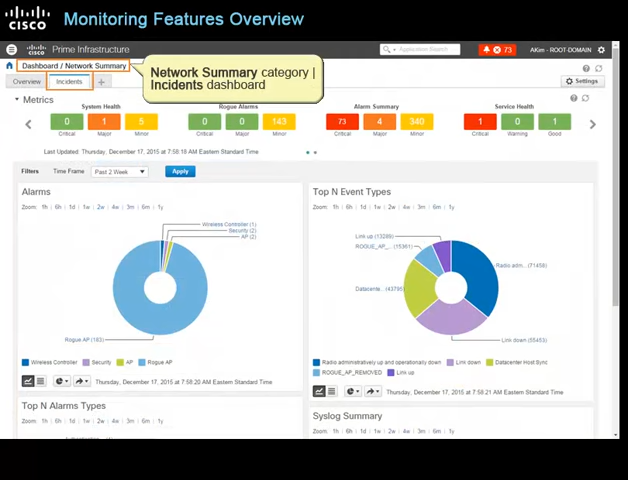 CISCO
Monitoring Features Overview
CISCO Prime Infrastructure
Application Search
73
AKim - ROOT-DOMAIN
Dashboard / Network Summary
Overview
Incidents
Settings
Network Summary category |
Incidents dashboard
Metrics
System Health
Rogue Alarms
Alarm Summary
Service Health
0 1 5
0 0 143
73 4 340
1 0 1
Critical Major Minor
Critical Major Minor
Critical Major Minor
Critical Warning Good
Last Updated: Thursday, December 17, 2015 at 7:58:18 AM Eastern Standard Time
Filters
Time Frame
Past 2 Week
Apply
Alarms
Zoom: 1h | 6h | 1d | 1w | 2w | 4w | 3m | 6m | 1y
Wireless Controller (1)
Security (2)
AP (2)
Rogue AP (183)
Wireless Controller
Security
AP
Rogue AP
Thursday, December 17, 2015 at 7:58:20 AM Eastern Standard Time
Top N Event Types
Zoom: 1h | 6h | 1d | 1w | 2w | 4w | 3m | 6m | 1y
Link up (13288)
ROGUE_AP_... (15361)
Radio adm... (71458)
Datacente... (43795)
Link down (55453)
Radio administratively up and operationally down
Link down
Datacenter Host Sync
ROGUE_AP_REMOVED
Link up
Thursday, December 17, 2015 at 7:58:21 AM Eastern Standard Time
Top N Alarms Types
Zoom: 1h | 6h | 1d | 1w | 2w | 4w | 3m | 6m | 1y
Syslog Summary
Zoom: 1h | 6h | 1d | 1w | 2w | 4w | 3m | 6m | 1y